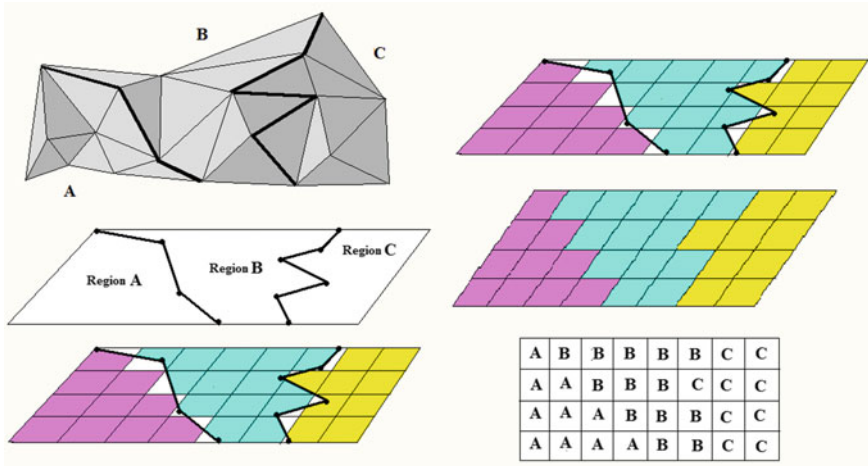 B
C
A
Region A
Region B
Region C
A B B B B B C C
A A B B B C C C
A A A B B B C C
A A A A B B C C